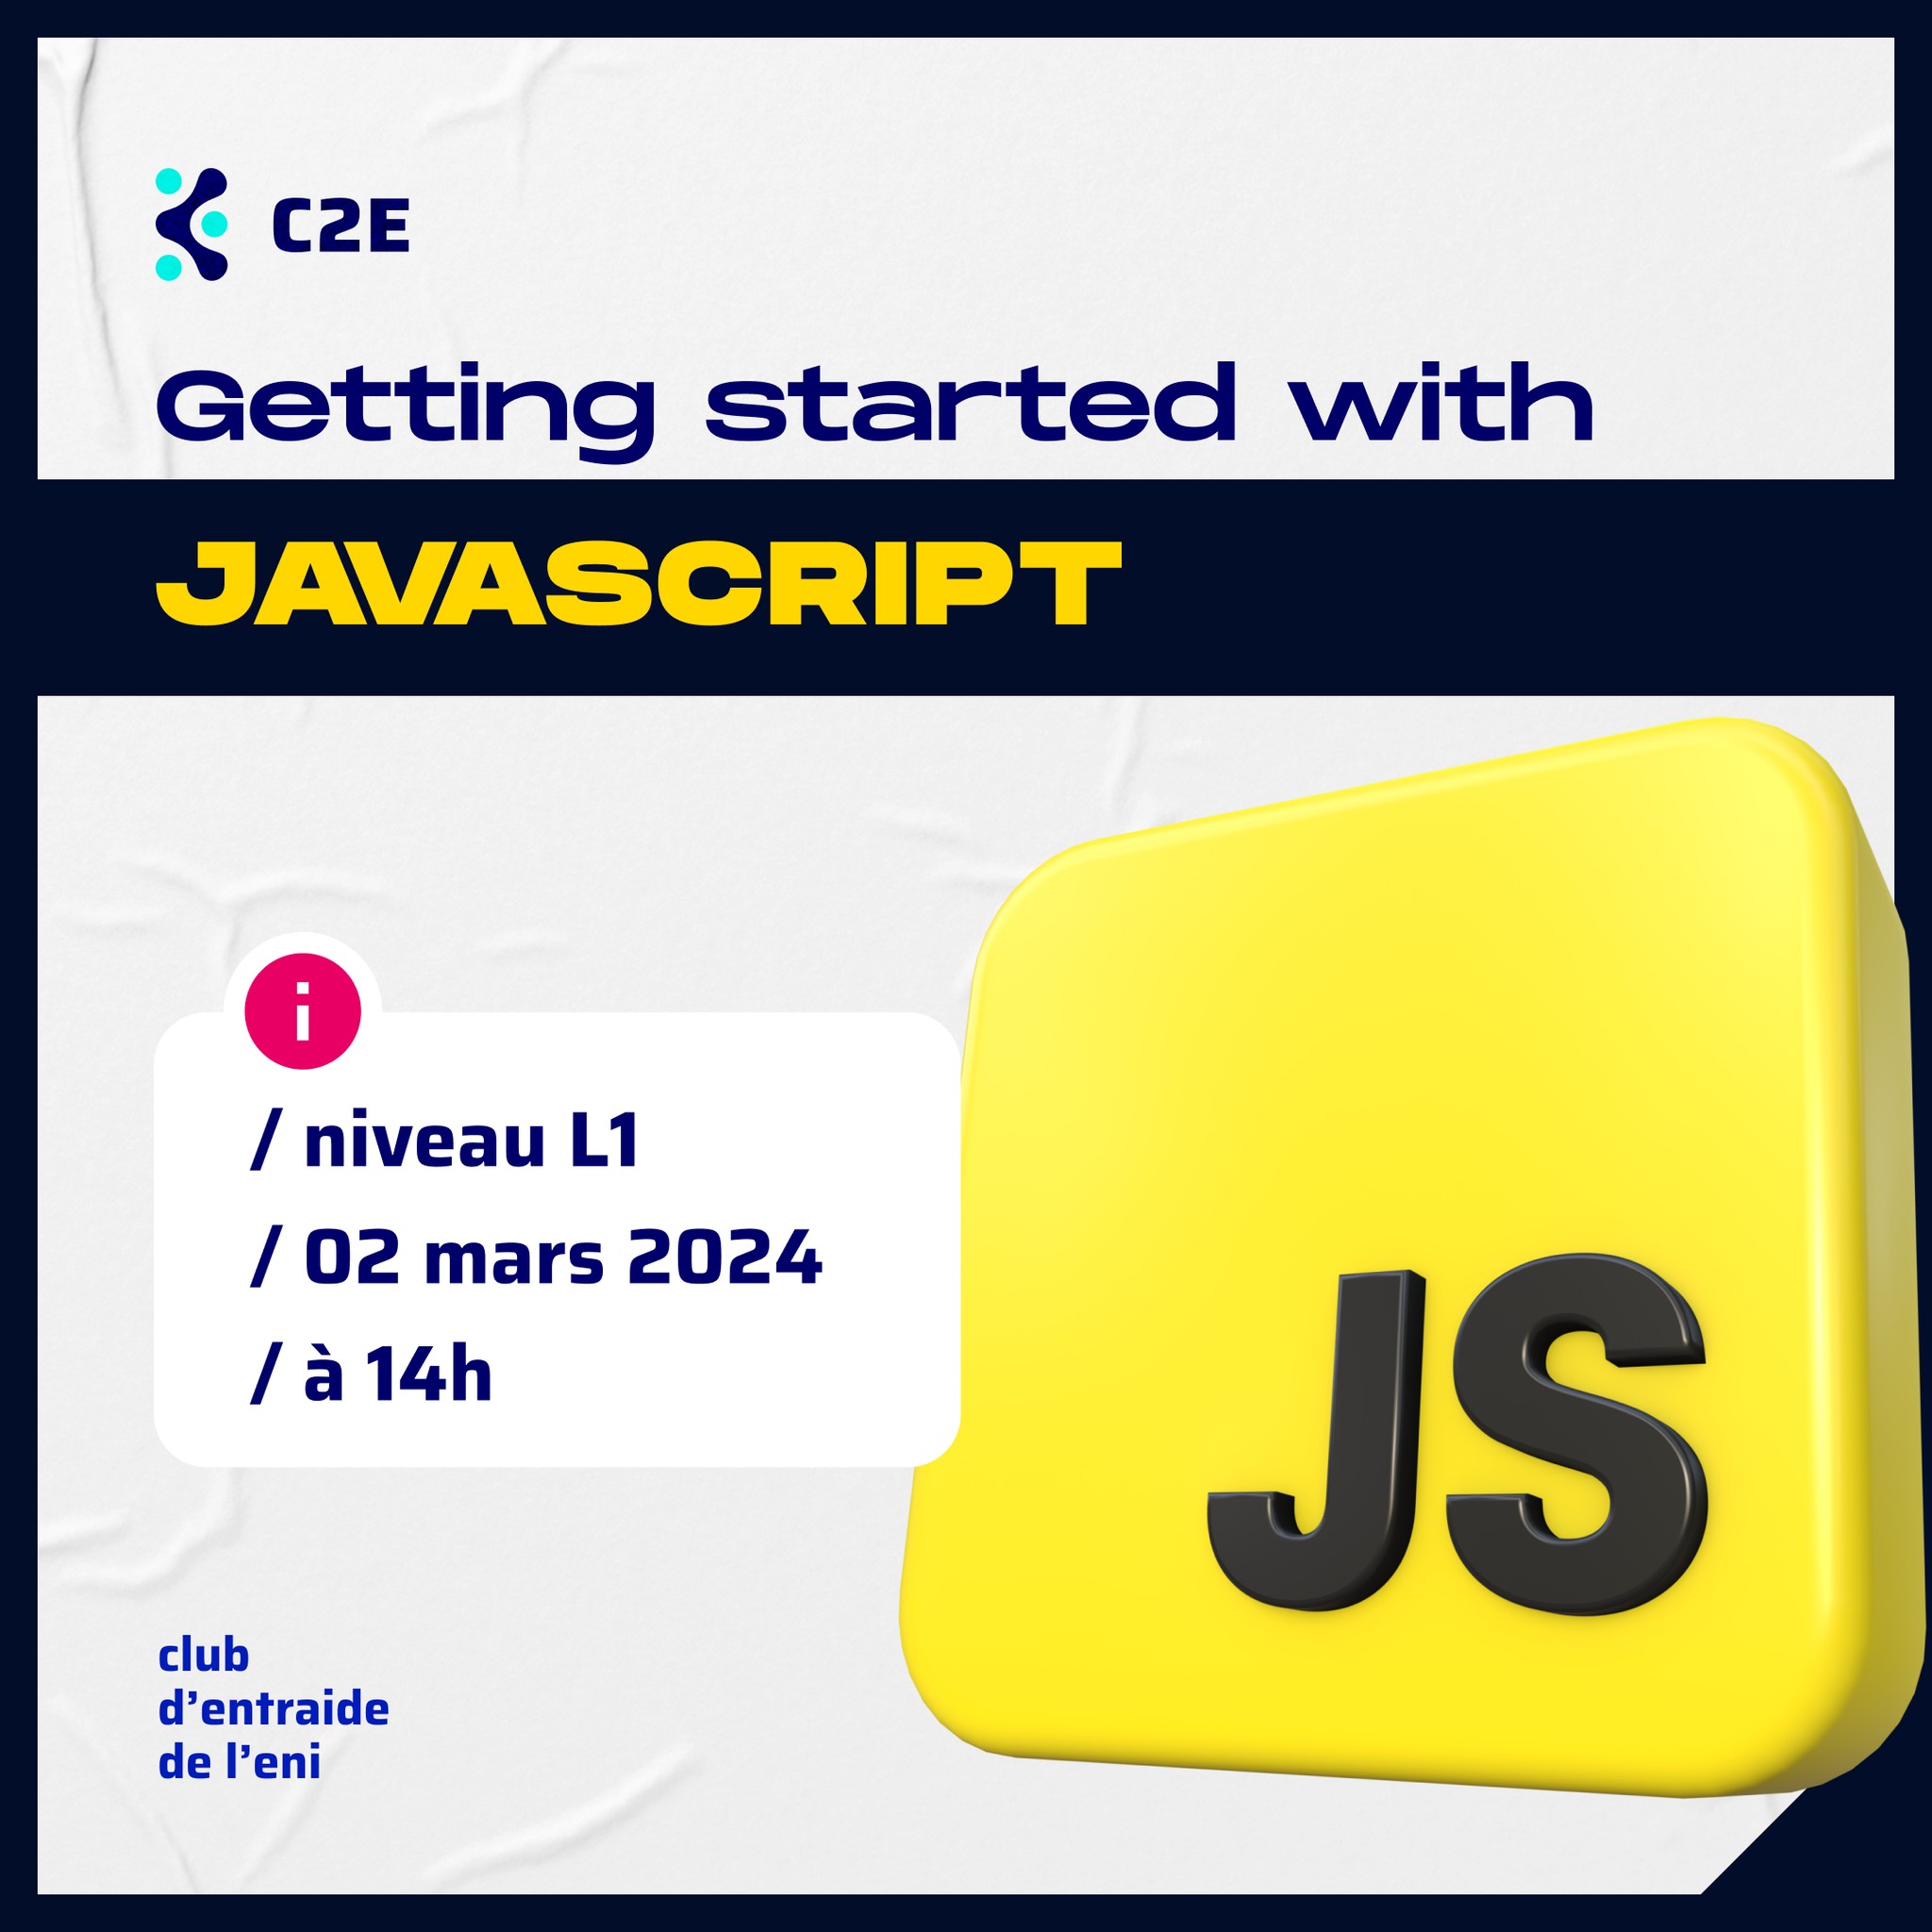 C2E
Getting started with
JAVASCRIPT
i
/ niveau L1
/ 02 mars 2024
/ à 14h
JS
club
d’entraide
de l’eni